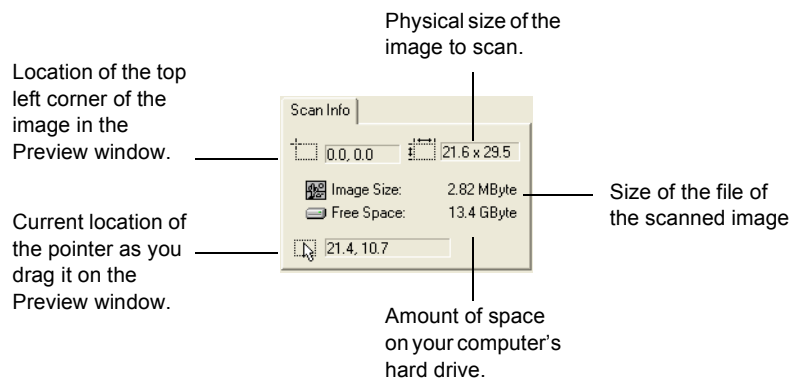 Physical size of the
image to scan.
Location of the top
left corner of the
image in the
Preview window.
Scan Info
0.0, 0.0
21.6 x 29.5
Image Size: 2.82 MByte
Free Space: 13.4 GByte
Size of the file of
the scanned image
Current location of
the pointer as you
drag it on the
Preview window.
21.4, 10.7
Amount of space
on your computer's
hard drive.